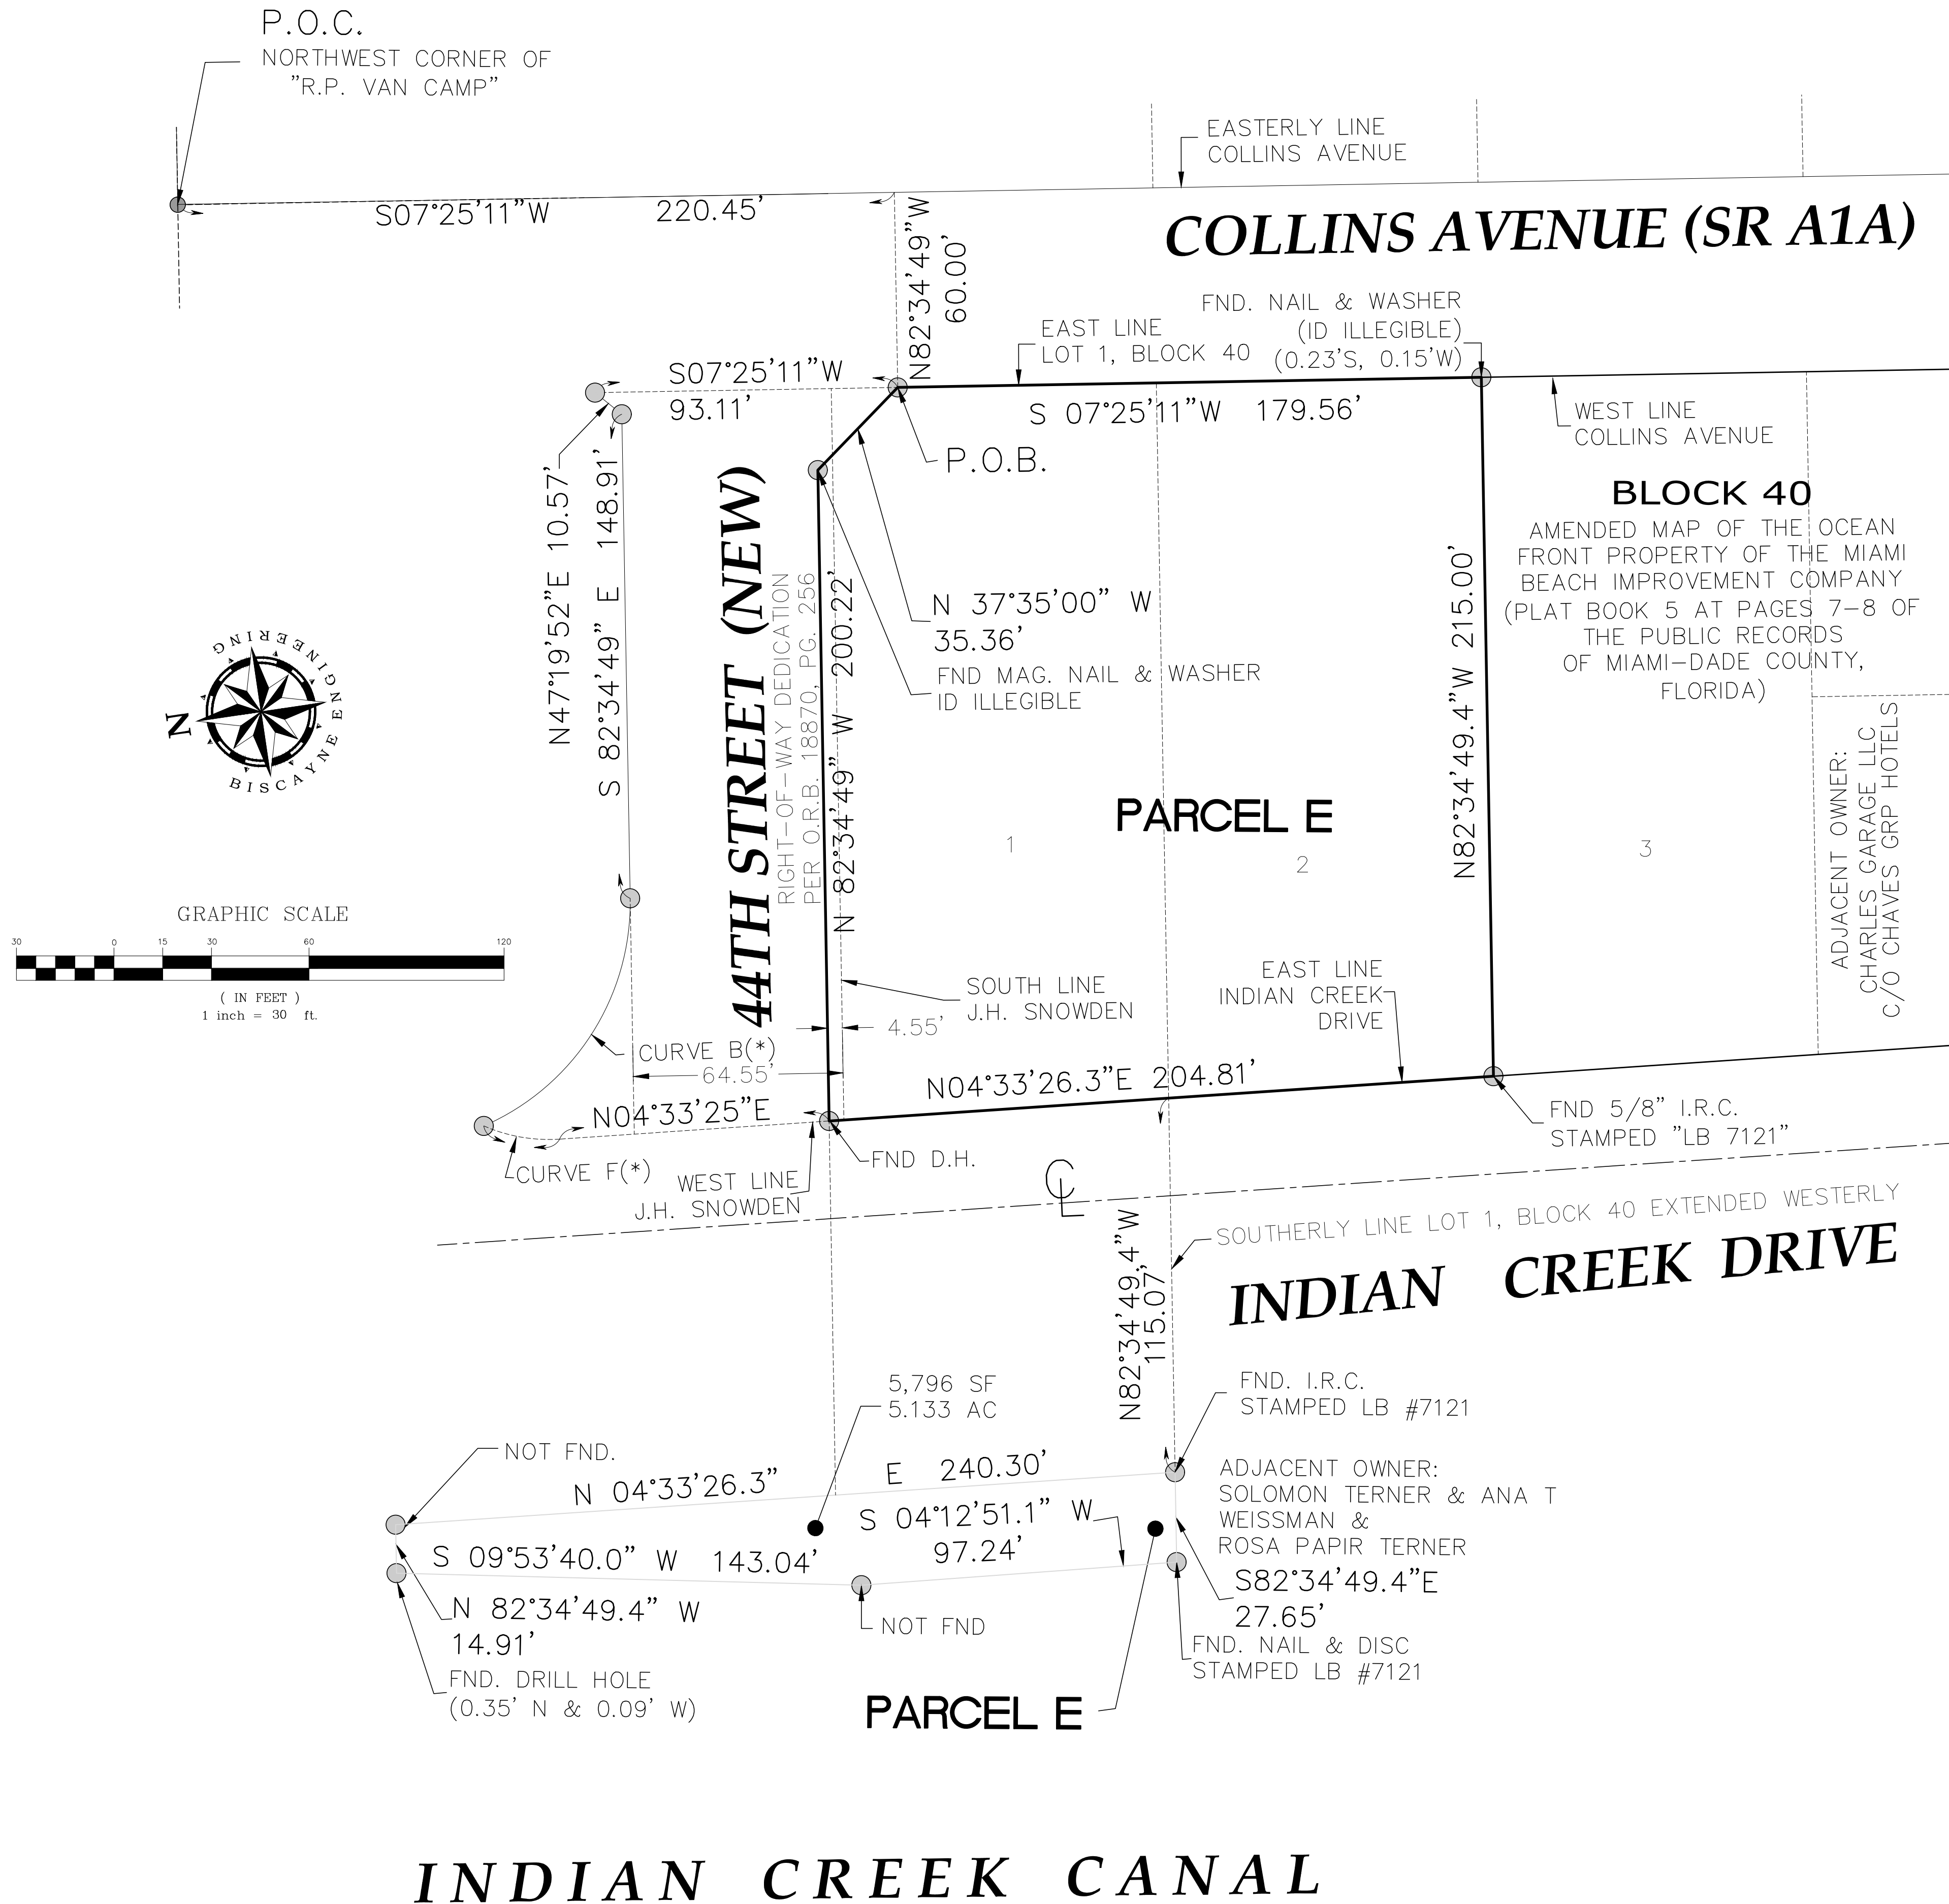 P.O.C.
NORTHWEST CORNER OF
"R.P. VAN CAMP"
EASTERLY LINE
COLLINS AVENUE
S07°25'11"W 220.45'
N82°34'49"W
60.00'
COLLINS AVENUE (SR A1A)
FND. NAIL & WASHER
(ID ILLEGIBLE)
(0.23'S, 0.15'W)
EAST LINE
LOT 1, BLOCK 40
S07°25'11"W
93.11'
S 07°25'11"W 179.56'
WEST LINE
COLLINS AVENUE
P.O.B.
N47°19'52"E 10.57'
S 82°34'49" E 148.91'
44TH STREET (NEW)
RIGHT-OF-WAY DEDICATION
PER O.R.B. 18870, PG. 256
N 82°34'49" W 200.22'
N 37°35'00" W
35.36'
FND MAG. NAIL & WASHER
ID ILLEGIBLE
N82°34'49.4"W 215.00'
BLOCK 40
AMENDED MAP OF THE OCEAN
FRONT PROPERTY OF THE MIAMI
BEACH IMPROVEMENT COMPANY
(PLAT BOOK 5 AT PAGES 7-8 OF
THE PUBLIC RECORDS
OF MIAMI-DADE COUNTY,
FLORIDA)
N
BISCAYNE ENGINEERING
PARCEL E
1
2
3
ADJACENT OWNER:
CHARLES GARAGE LLC
C/O CHAVES GRP HOTELS
GRAPHIC SCALE
30 0 15 30 60 120
( IN FEET )
1 inch = 30 ft.
SOUTH LINE
J.H. SNOWDEN
EAST LINE
INDIAN CREEK
DRIVE
4.55'
CURVE B(*)
64.55'
N04°33'26.3"E 204.81'
N04°33'25"E
FND 5/8" I.R.C.
STAMPED "LB 7121"
FND D.H.
CURVE F(*)
WEST LINE
J.H. SNOWDEN
CL
SOUTHERLY LINE LOT 1, BLOCK 40 EXTENDED WESTERLY
INDIAN CREEK DRIVE
N82°34'49.4"W
115.07'
5,796 SF
5.133 AC
FND. I.R.C.
STAMPED LB #7121
NOT FND.
N 04°33'26.3" E 240.30'
ADJACENT OWNER:
SOLOMON TERNER & ANA T
WEISSMAN &
ROSA PAPIR TERNER
S 04°12'51.1" W
97.24'
S 09°53'40.0" W 143.04'
S82°34'49.4"E
27.65'
N 82°34'49.4" W
14.91'
NOT FND
FND. NAIL & DISC
STAMPED LB #7121
FND. DRILL HOLE
(0.35' N & 0.09' W)
PARCEL E
INDIAN CREEK CANAL